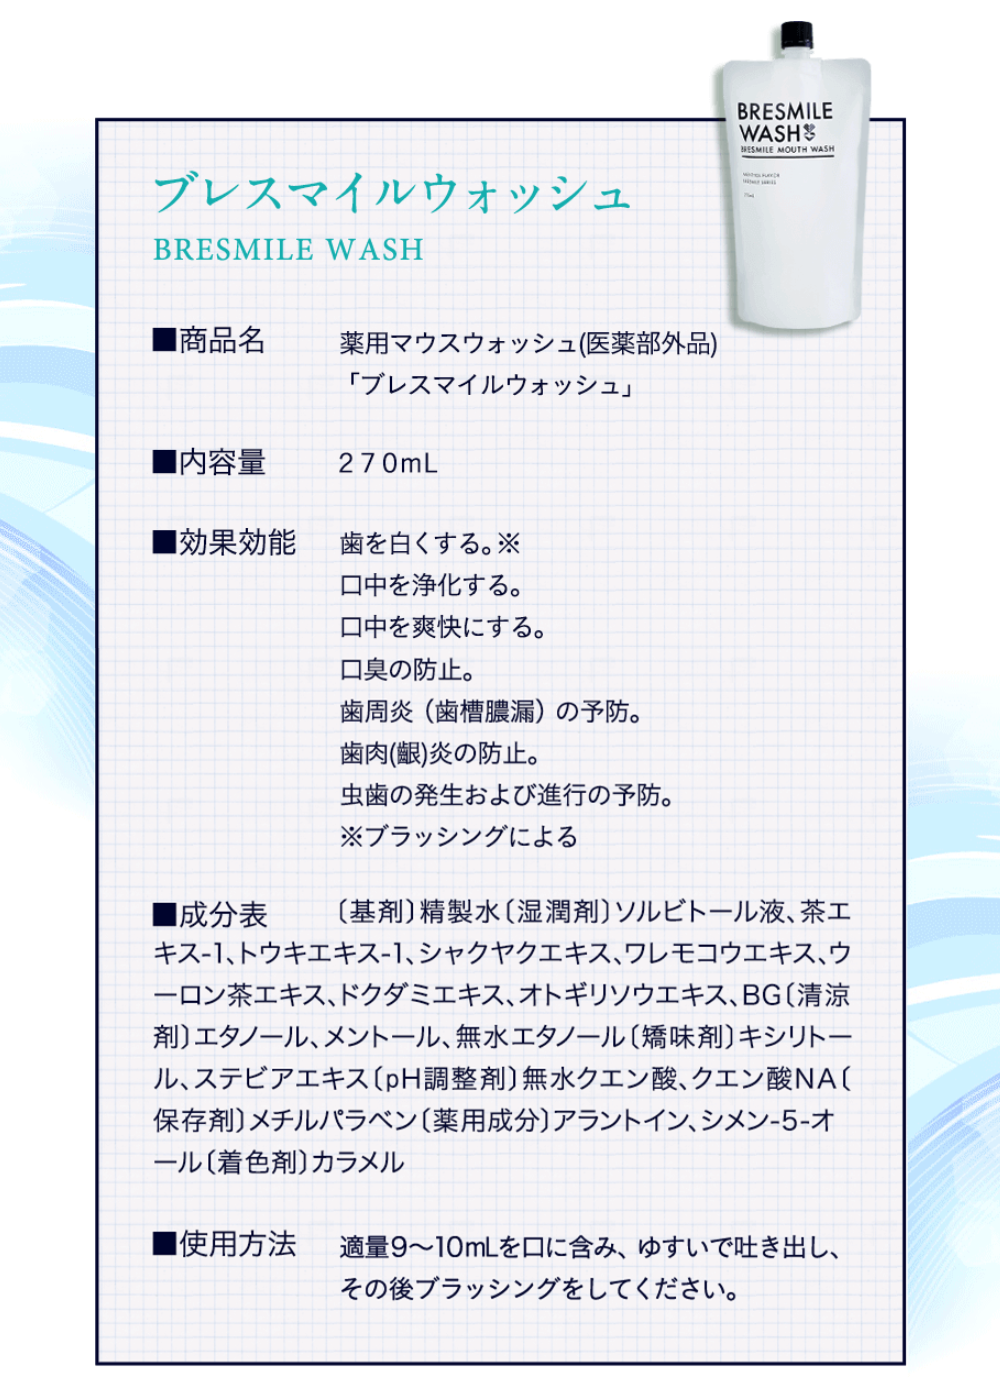 BRESMILE
WASH
BRESMILE MOUTH WASH
ブレスマイルウォッシュ
BRESMILE WASH
■商品名 薬用マウスウォッシュ(医薬部外品)
「ブレスマイルウォッシュ」
■内容量 270mL
■効果効能 歯を白くする。※
口中を浄化する。
口中を爽快にする。
口臭の防止。
歯周炎（歯槽膿漏）の予防。
歯肉(齦)炎の防止。
虫歯の発生および進行の予防。
※ブラッシングによる
■成分表 〔基剤〕精製水〔湿潤剤〕ソルビトール液、茶エ
キス-1、トウキエキス-1、シャクヤクエキス、ワレモコウエキス、ウ
ーロン茶エキス、ドクダミエキス、オトギリソウエキス、BG〔清涼
剤〕エタノール、メントール、無水エタノール〔矯味剤〕キシリトー
ル、ステビアエキス〔pH調整剤〕無水クエン酸、クエン酸NA〔
保存剤〕メチルパラベン〔薬用成分〕アラントイン、シメン-5-オ
ール〔着色剤〕カラメル
■使用方法 適量9～10mLを口に含み、ゆすいで吐き出し、
その後ブラッシングをしてください。